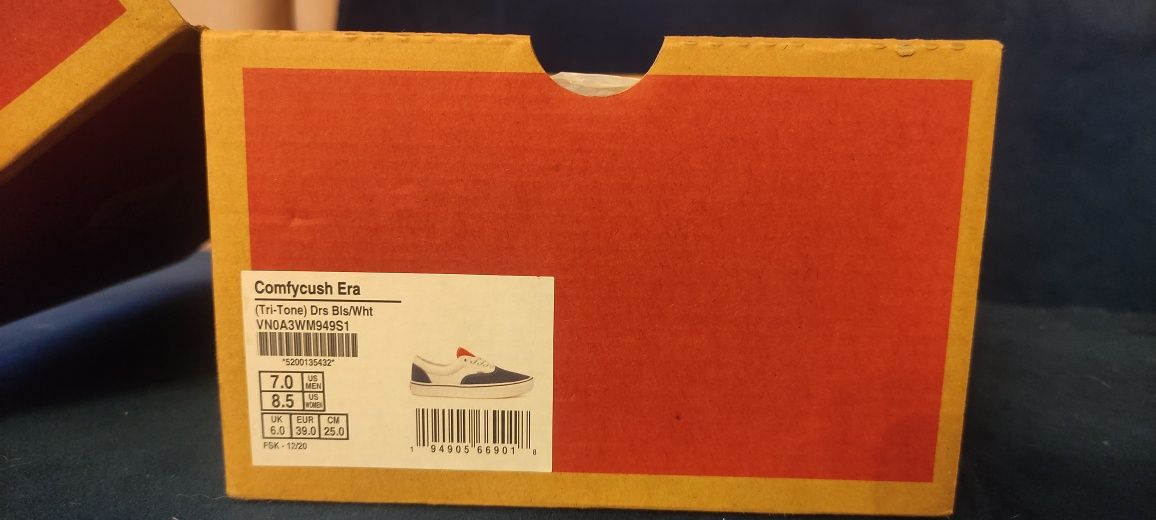 Comfycush Era
(Tri-Tone) Drs Bls/Wht
VN0A3WM949S1
*5200135432*
7.0 US MEN
8.5 US WOMEN
UK EUR CM
6.0 39.0 25.0
FSK - 12/20
1 94905 66901 8